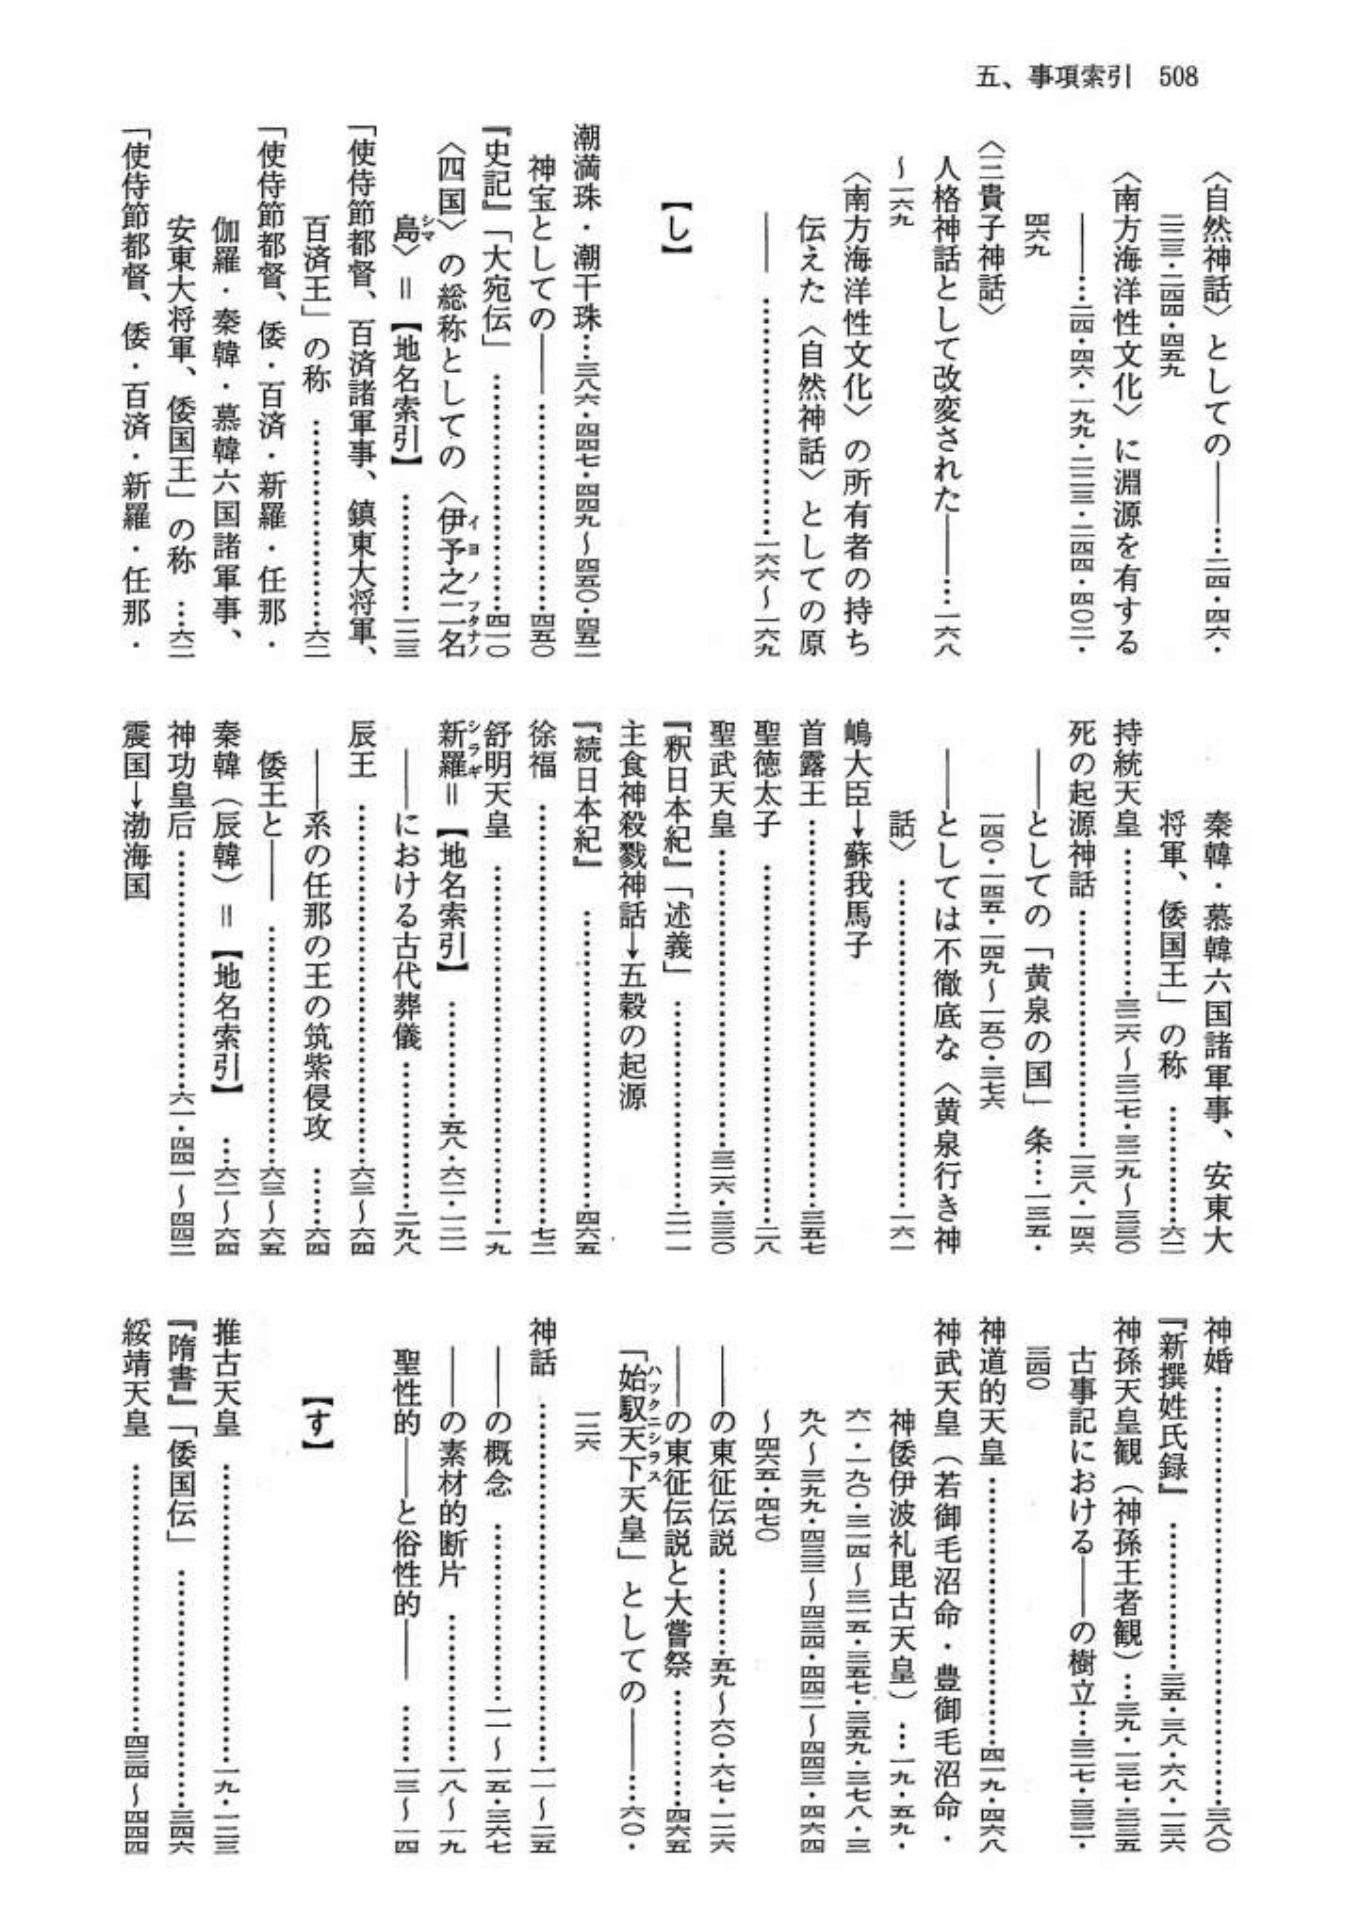 五、事項索引　508
〈自然神話〉としての――…二四・四六・
二二三・二四四・四五九
〈南方海洋性文化〉に淵源を有する
――…二四・四六・一九九・二二三・二四四・四〇二・
四六九
〈三貴子神話〉
人格神話として改変された――…一六八
～一六九
〈南方海洋性文化〉の所有者の持ち
伝えた〈自然神話〉としての原
――……………………一六六～一六九
【し】
潮満珠・潮干珠…三八六・四四七・四四九～四五〇・四五二
神宝としての――……………………四五〇
『史記』「大宛伝」……………………四一〇
〈四国〉の総称としての〈伊予之二名イヨノフタナノ
島シマ〉＝【地名索引】……………一二三
「使侍節都督、百済諸軍事、鎮東大将軍、
百済王」の称……………………六二
「使侍節都督、倭・百済・新羅・任那・
伽羅・秦韓・慕韓六国諸軍事、
安東大将軍、倭国王」の称…六二
「使侍節都督、倭・百済・新羅・任那・
秦韓・慕韓六国諸軍事、安東大
将軍、倭国王」の称……………六二
持統天皇……………三二六～三二七・三二九～三三〇
死の起源神話……………………一三八・一四六
――としての「黄泉の国」条…一三五・
一四〇・一四五・一四九～一五〇・三七六
――としては不徹底な〈黄泉行き神
話〉……………………………一六一
嶋大臣→蘇我馬子
首露王……………………………三五七
聖徳太子……………………………二八
聖武天皇……………………三二六・三三〇
『釈日本紀』「述義」……………………二一一
主食神殺戮神話→五穀の起源
『続日本紀』……………………四六五
徐福……………………………七二
舒明天皇……………………………一九
新羅シラギ＝【地名索引】…………五八・六二・一二一
――における古代葬儀……………二九八
辰王……………………………六三～六四
――系の任那の王の筑紫侵攻……六四
倭王と――……………………六三～六五
秦韓（辰韓）＝【地名索引】…六二～六四
神功皇后……………………六一・四四一～四四二
震国→渤海国
神婚……………………………三八〇
『新撰姓氏録』……………三五・三八・六八・一三六
神孫天皇観（神孫王者観）…三九・一三七・三三五
古事記における――の樹立…三二七・三三二・
三四〇
神道的天皇……………………四一九・四六八
神武天皇（若御毛沼命・豊御毛沼命・
神倭伊波礼毘古天皇）…一九・五九・
六一・一九〇・三一四～三一五・三五七・三五九・三七八・三
九八～三九九・四三三～四三四・四四二～四四三・四六四
～四六五・四七〇
――の東征伝説…………五九～六〇・六七・一二六
――の東征伝説と大嘗祭……………四六五
「始馭天下天皇ハツクニシラス」としての――…六〇・
一二六
神話……………………………一一～二五
――の概念……………………一一～一五・三六七
――の素材的断片……………………一八～一九
聖性的――と俗性的――……一三～一四
【す】
推古天皇……………………………一九・一二三
『隋書』「倭国伝」……………………三四六
綏靖天皇……………………………四三四～四四四